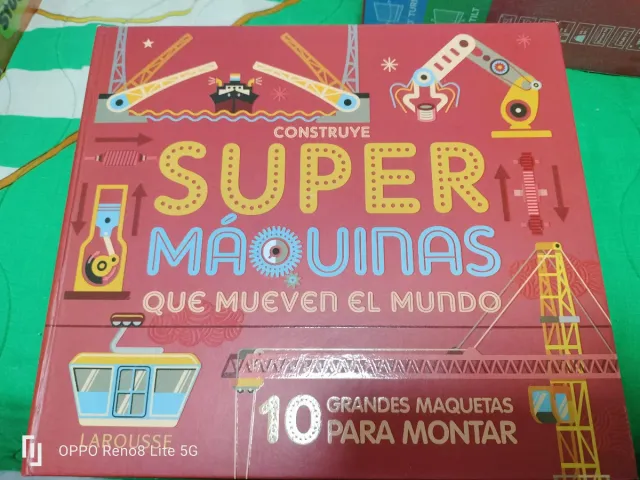 CONSTRUYE
SUPER
MÁQUINAS
QUE MUEVEN EL MUNDO
10 GRANDES MAQUETAS
PARA MONTAR
LAROUSSE
OPPO Reno8 Lite 5G